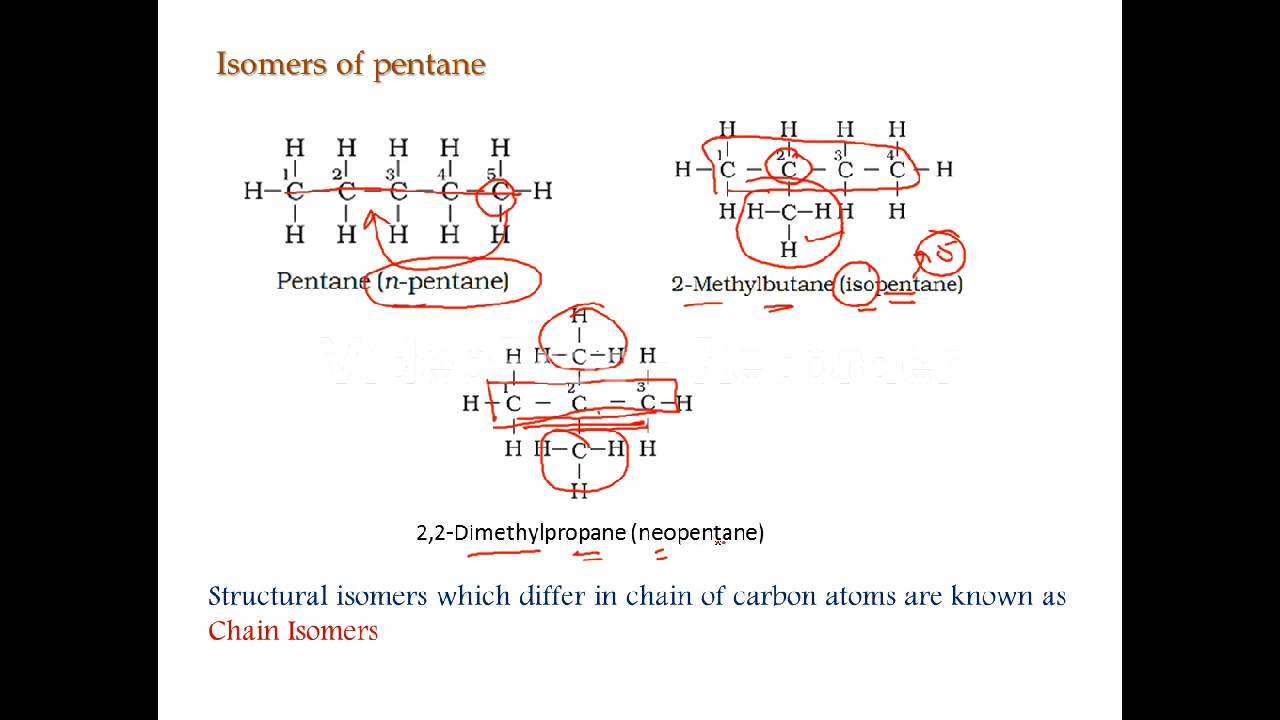 Isomers of pentane
H H H H H
1 2 3 4 5
H–C – C – C – C – C – H
H H H H H
Pentane (n-pentane)
H H H H
1 2 3 4
H – C – C – C – C – H
H H–C–H H H
H
5
2-Methylbutane (isopentane)
H
H H–C–H H
1 2 3
H – C – C – C – H
H H–C–H H
H
2,2-Dimethylpropane (neopentane)
Structural isomers which differ in chain of carbon atoms are known as
Chain Isomers